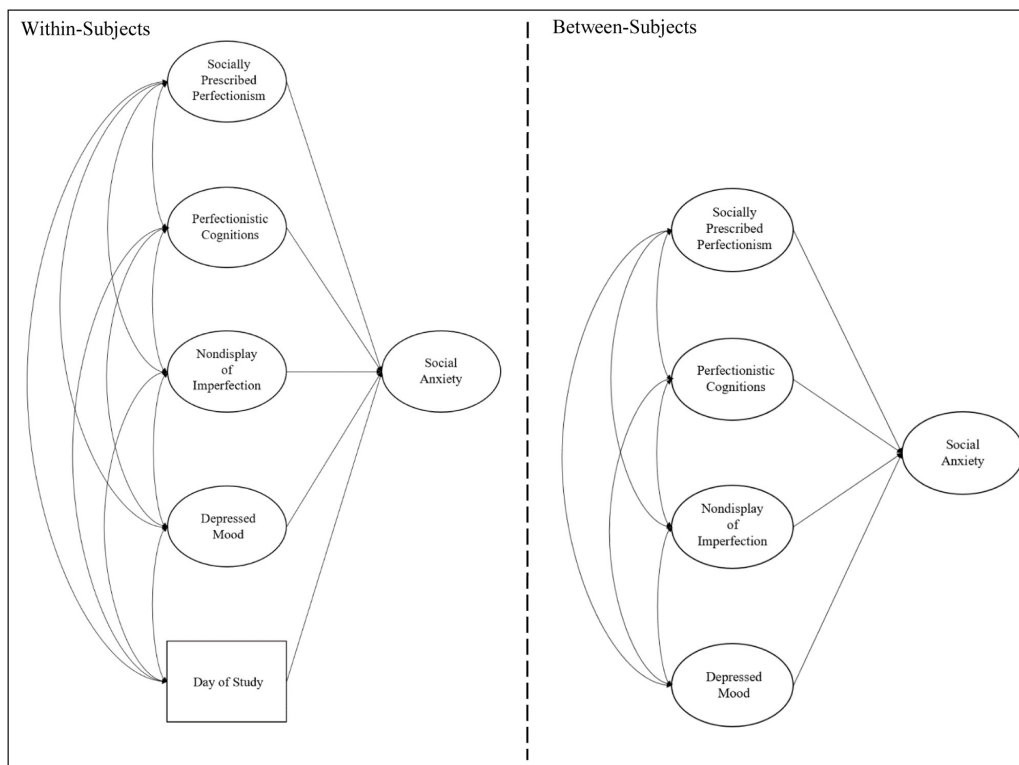 Within-Subjects
Socially
Prescribed
Perfectionism
Perfectionistic
Cognitions
Nondisplay
of
Imperfection
Social
Anxiety
Depressed
Mood
Day of Study
Between-Subjects
Socially
Prescribed
Perfectionism
Perfectionistic
Cognitions
Social
Anxiety
Nondisplay
of
Imperfection
Depressed
Mood